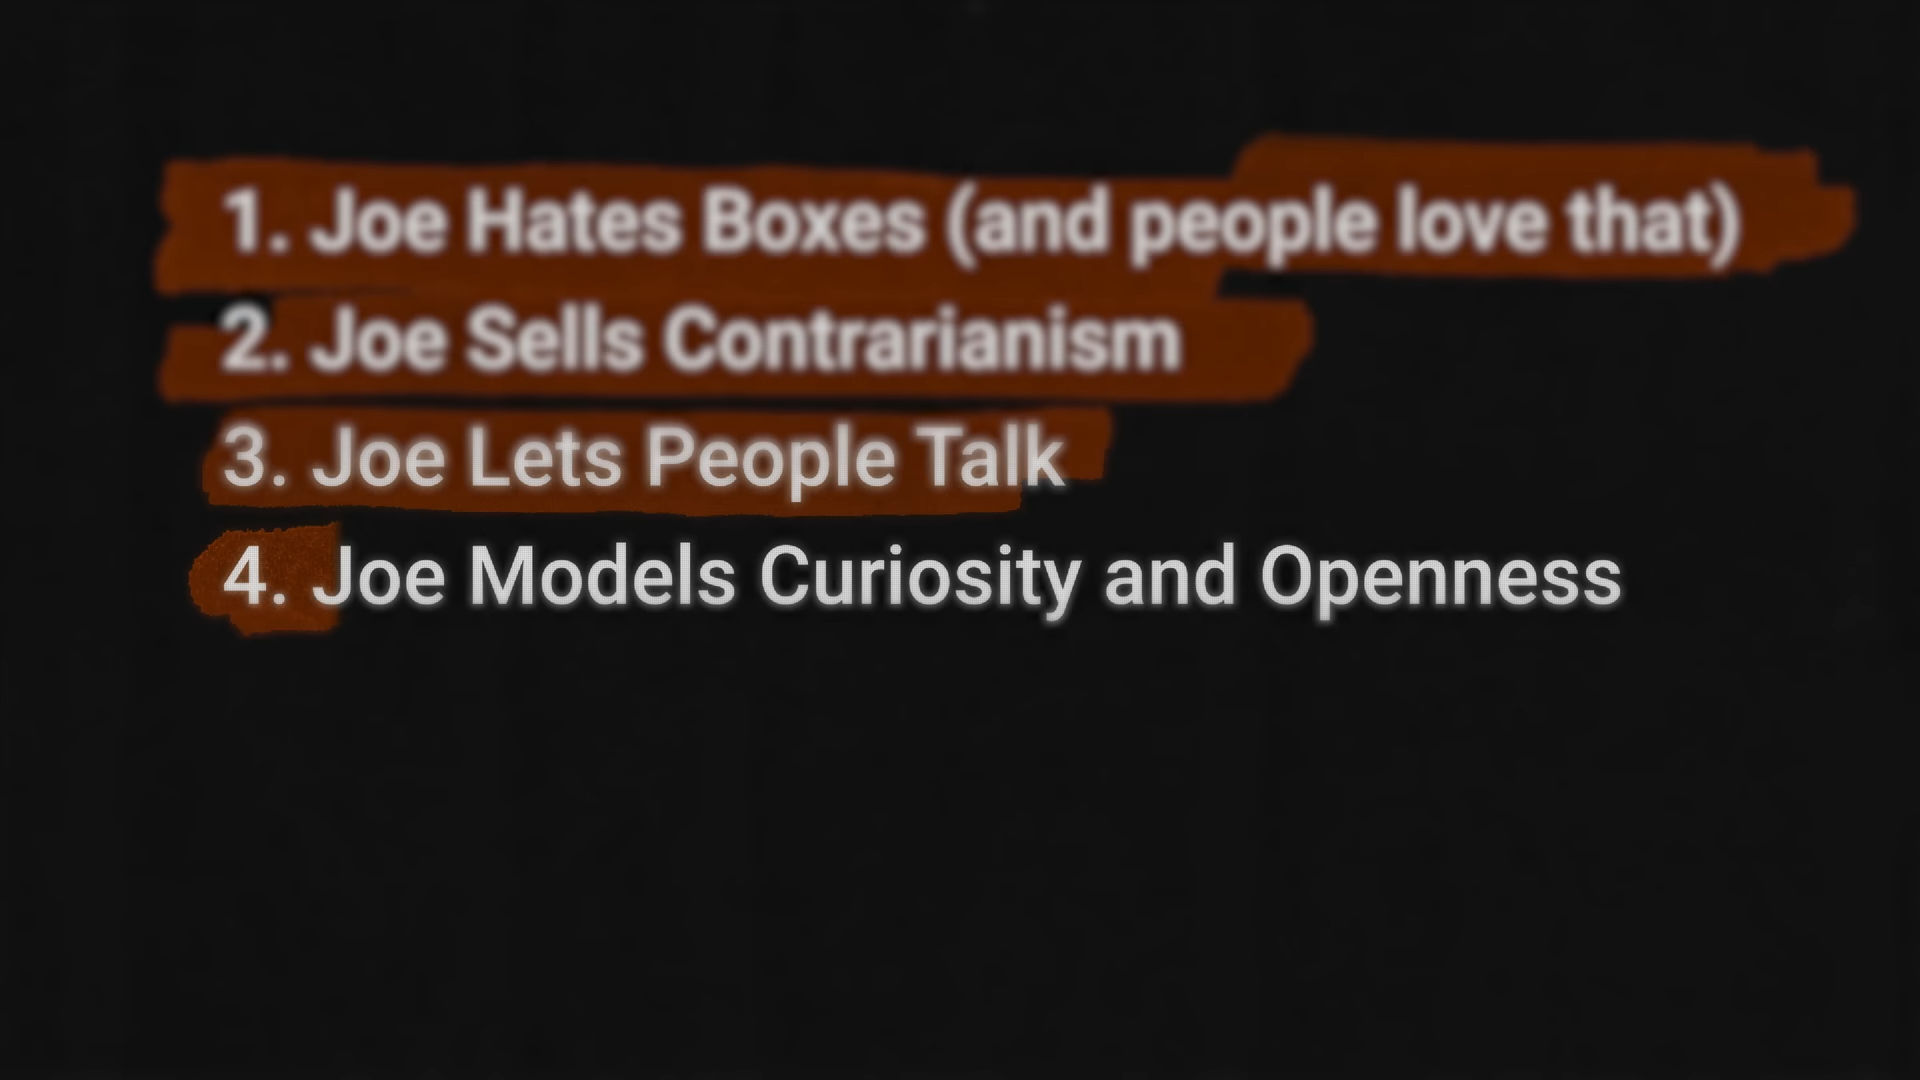 1. Joe Hates Boxes (and people love that)
2. Joe Sells Contrarianism
3. Joe Lets People Talk
4. Joe Models Curiosity and Openness